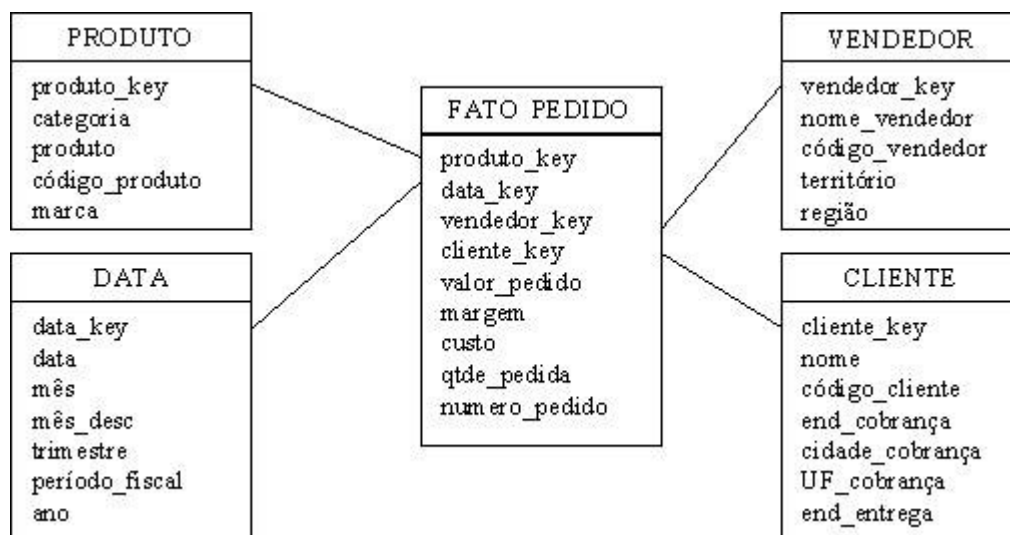 PRODUTO
produto_key
categoria
produto
código_produto
marca
DATA
data_key
data
mês
mês_desc
trimestre
período_fiscal
ano
FATO PEDIDO
produto_key
data_key
vendedor_key
cliente_key
valor_pedido
margem
custo
qtde_pedida
numero_pedido
VENDEDOR
vendedor_key
nome_vendedor
código_vendedor
território
região
CLIENTE
cliente_key
nome
código_cliente
end_cobrança
cidade_cobrança
UF_cobrança
end_entrega